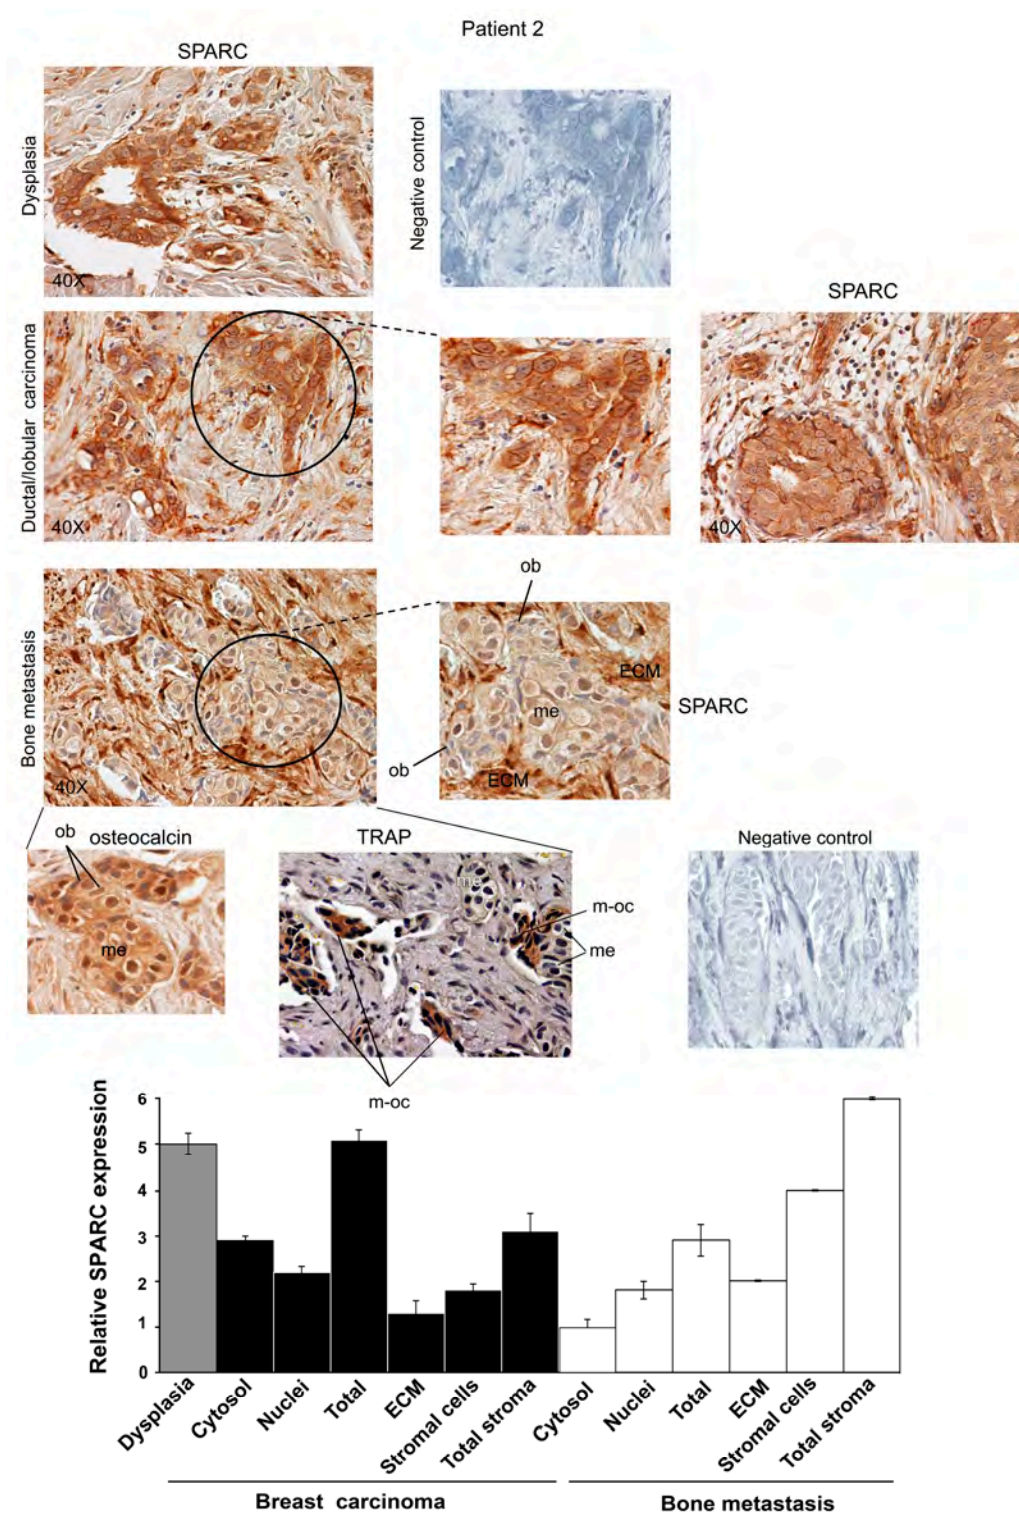 Patient 2
SPARC
Dysplasia
40X
Negative control
SPARC
Ductal/lobular carcinoma
40X
40X
ob
Bone metastasis
40X
ECM
me
SPARC
ob
ECM
ob
osteocalcin
me
TRAP
me
m-oc
me
m-oc
Negative control
Relative SPARC expression
6
5
4
3
2
1
0
Dysplasia
Cytosol
Nuclei
Total
ECM
Stromal cells
Total stroma
Cytosol
Nuclei
Total
ECM
Stromal cells
Total stroma
Breast carcinoma
Bone metastasis